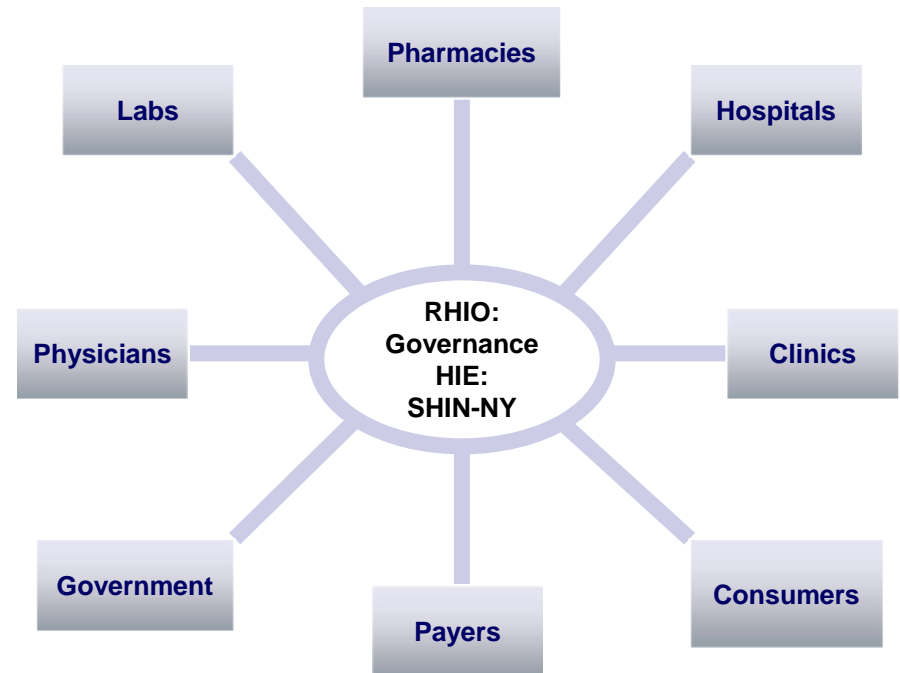 Pharmacies
Labs
Hospitals
RHIO:
Governance
HIE:
SHIN-NY
Physicians
Clinics
Government
Consumers
Payers